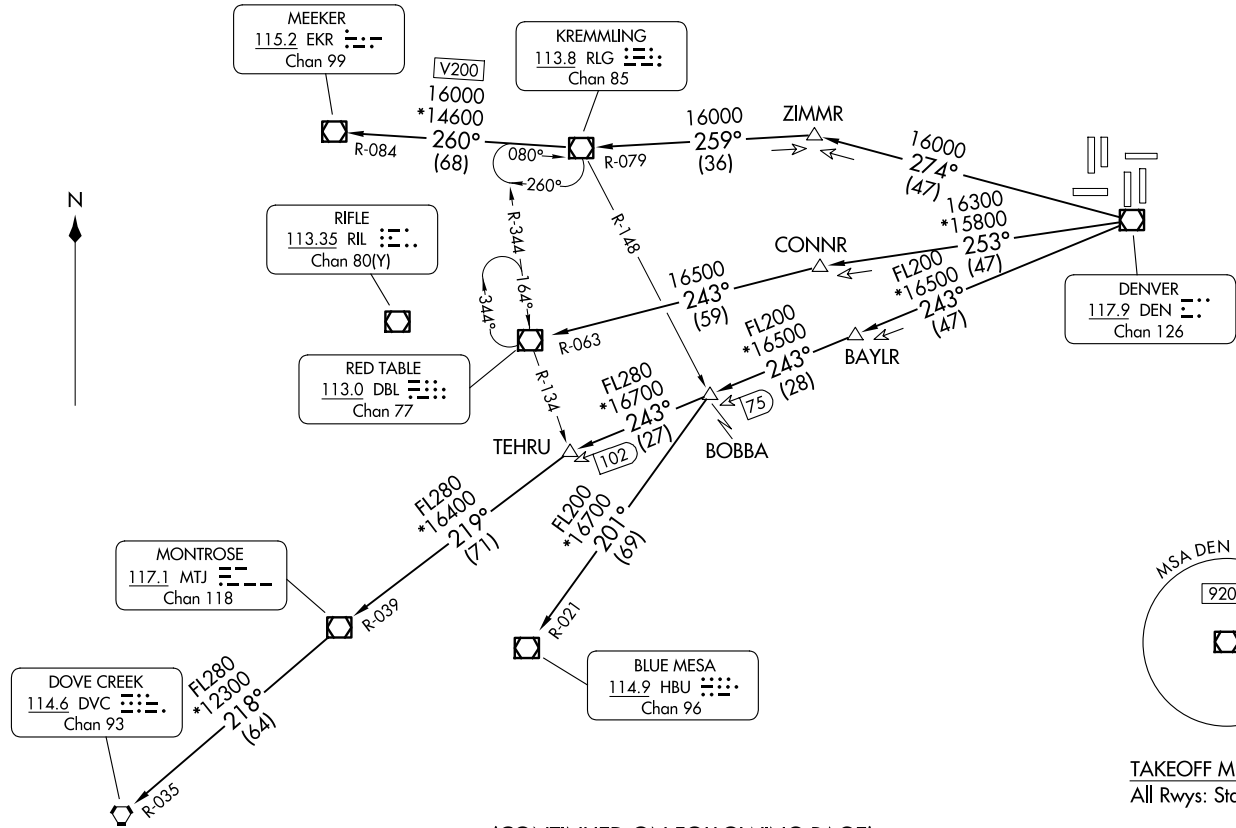 MEEKER
115.2 EKR
Chan 99
KREMMLING
113.8 RLG
Chan 85
V200
16000
*14600
260°
(68)
R-084
080°
260°
R-079
16000
259°
(36)
ZIMMR
16000
274°
(47)
N
RIFLE
113.35 RIL
Chan 80(Y)
R-344
164°
344°
R-148
CONNR
16300
*15800
253°
(47)
16500
243°
(59)
R-063
FL200
*16500
243°
(47)
DENVER
117.9 DEN
Chan 126
RED TABLE
113.0 DBL
Chan 77
R-134
BAYLR
FL200
*16500
243°
(28)
75
BOBBA
FL280
*16700
243°
(27)
102
TEHRU
FL280
*16400
219°
(71)
FL200
*16700
201°
(69)
MONTROSE
117.1 MTJ
Chan 118
R-039
R-021
BLUE MESA
114.9 HBU
Chan 96
MSA DEN
920
DOVE CREEK
114.6 DVC
Chan 93
FL280
*12300
218°
(64)
R-035
TAKEOFF M
All Rwys: Sta
(CONTINUED ON FOLLOWING PAGE)